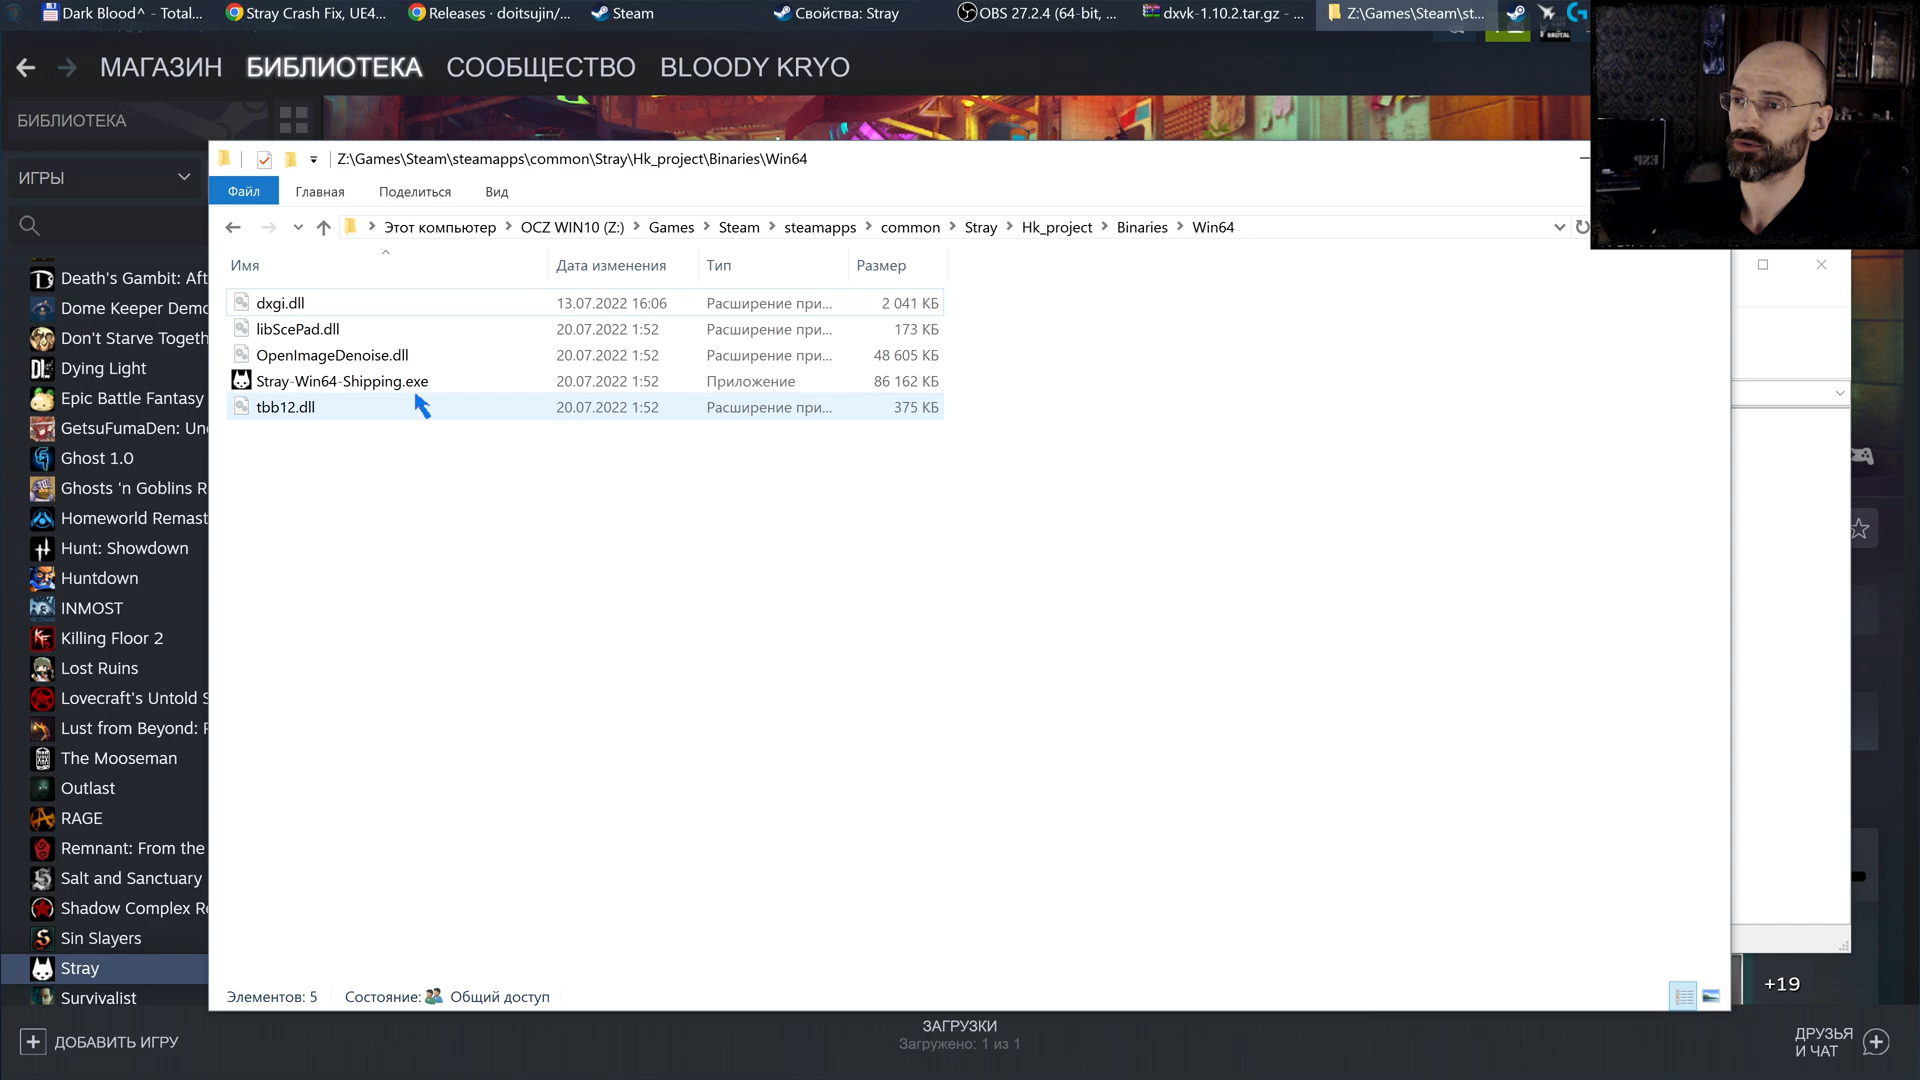 Dark Blood^ - Total...
Stray Crash Fix, UE4...
Releases · doitsujin/...
Steam
Свойства: Stray
OBS 27.2.4 (64-bit, ...
dxvk-1.10.2.tar.gz - ...
Z:\Games\Steam\st...
МАГАЗИН БИБЛИОТЕКА СООБЩЕСТВО BLOODY KRYO
БИБЛИОТЕКА
ИГРЫ
Z:\Games\Steam\steamapps\common\Stray\Hk_project\Binaries\Win64
Файл Главная Поделиться Вид
Этот компьютер > OCZ WIN10 (Z:) > Games > Steam > steamapps > common > Stray > Hk_project > Binaries > Win64
Имя Дата изменения Тип Размер
dxgi.dll 13.07.2022 16:06 Расширение при... 2 041 КБ
libScePad.dll 20.07.2022 1:52 Расширение при... 173 КБ
OpenImageDenoise.dll 20.07.2022 1:52 Расширение при... 48 605 КБ
Stray-Win64-Shipping.exe 20.07.2022 1:52 Приложение 86 162 КБ
tbb12.dll 20.07.2022 1:52 Расширение при... 375 КБ
Death's Gambit: Aft
Dome Keeper Demo
Don't Starve Togeth
Dying Light
Epic Battle Fantasy
GetsuFumaDen: Und
Ghost 1.0
Ghosts 'n Goblins R
Homeworld Remast
Hunt: Showdown
Huntdown
INMOST
Killing Floor 2
Lost Ruins
Lovecraft's Untold S
Lust from Beyond: P
The Mooseman
Outlast
RAGE
Remnant: From the
Salt and Sanctuary
Shadow Complex Re
Sin Slayers
Stray
Survivalist
Элементов: 5 Состояние: Общий доступ
+19
ДОБАВИТЬ ИГРУ
ЗАГРУЗКИ
Загружено: 1 из 1
ДРУЗЬЯ
И ЧАТ